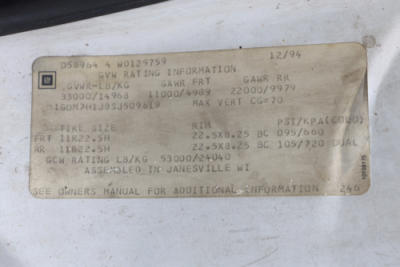 D58964 4 W0129759 12/94
GVW RATING INFORMATION
GM GVWR-LB/KG GAWR FRT GAWR RR
33000/14968 11000/4989 22000/9979
MAX VERT CG=70
TIRE SIZE RIM PSI/KPA(COLD)
FRT 11R22.5H 22.5X8.25 BC 095/660
RR 11R22.5H 22.5X8.25 BC 105/720 DUAL
GCW RATING LB/KG 53000/24040
ASSEMBLED IN JANESVILLE WI
SEE OWNERS MANUAL FOR ADDITIONAL INFORMATION 246